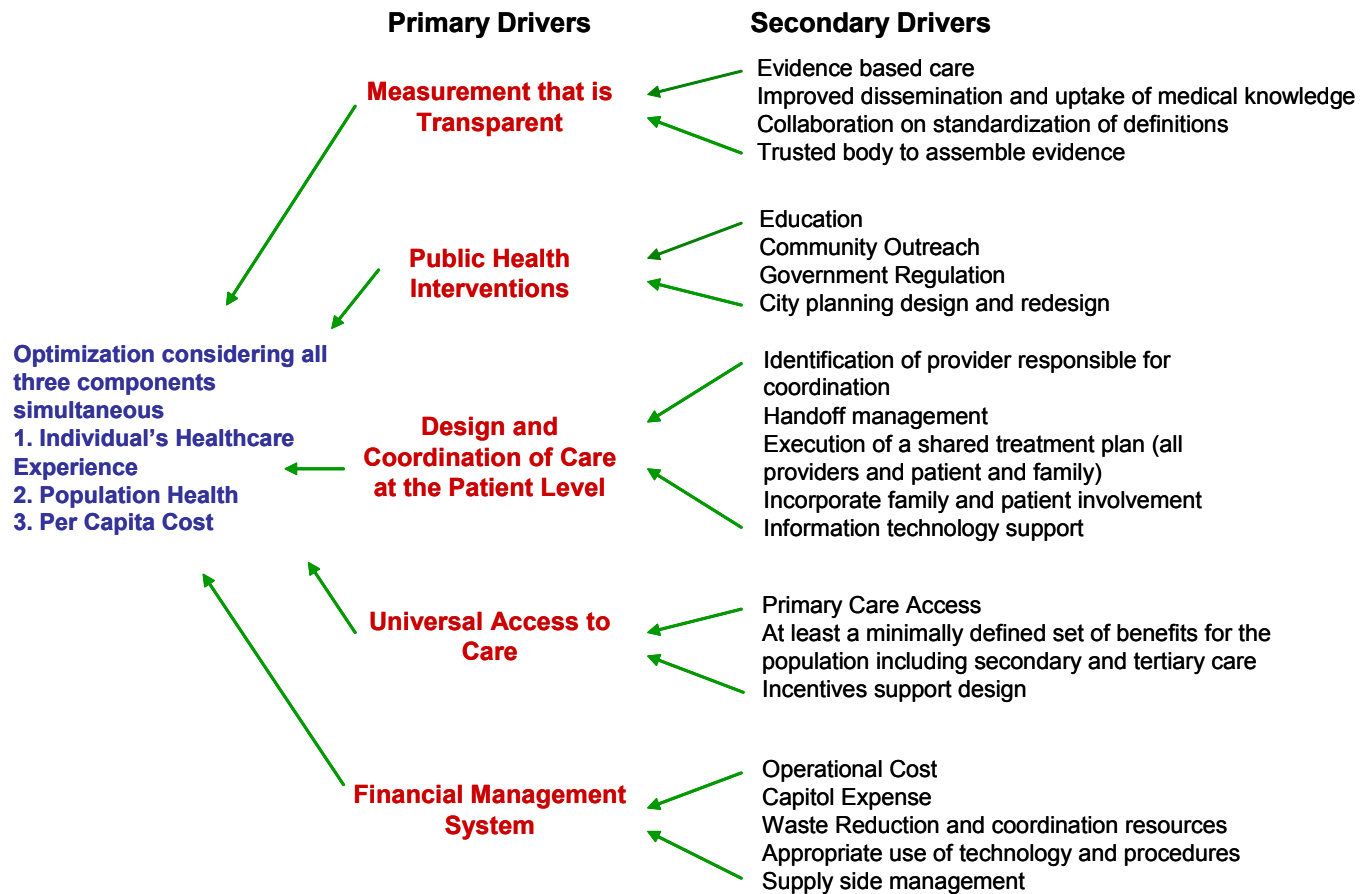 Primary Drivers
Secondary Drivers
Measurement that is
Transparent
Evidence based care
Improved dissemination and uptake of medical knowledge
Collaboration on standardization of definitions
Trusted body to assemble evidence
Public Health
Interventions
Education
Community Outreach
Government Regulation
City planning design and redesign
Optimization considering all
three components
simultaneous
1. Individual's Healthcare
Experience
2. Population Health
3. Per Capita Cost
Design and
Coordination of Care
at the Patient Level
Identification of provider responsible for
coordination
Handoff management
Execution of a shared treatment plan (all
providers and patient and family)
Incorporate family and patient involvement
Information technology support
Universal Access to
Care
Primary Care Access
At least a minimally defined set of benefits for the
population including secondary and tertiary care
Incentives support design
Financial Management
System
Operational Cost
Capitol Expense
Waste Reduction and coordination resources
Appropriate use of technology and procedures
Supply side management